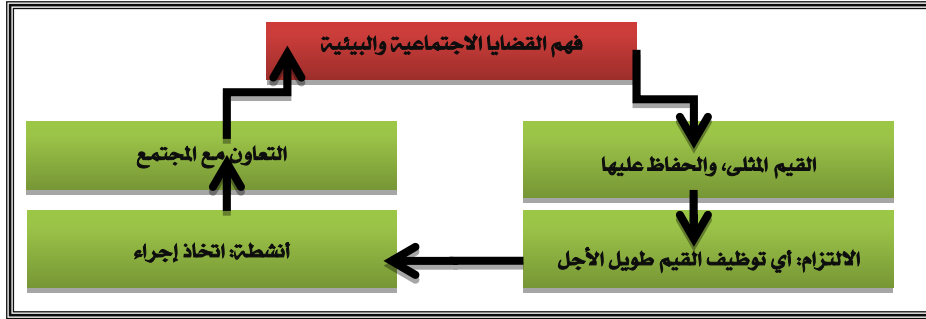 فهم القضايا الاجتماعية والبيئية
القيم المثلى، والحفاظ عليها
الالتزام: أي توظيف القيم طويل الأجل
أنشطة: اتخاذ إجراء
التعاون مع المجتمع